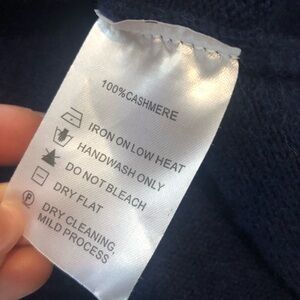 100%CASHMERE
IRON ON LOW HEAT
HANDWASH ONLY
DO NOT BLEACH
DRY FLAT
DRY CLEANING,
MILD PROCESS